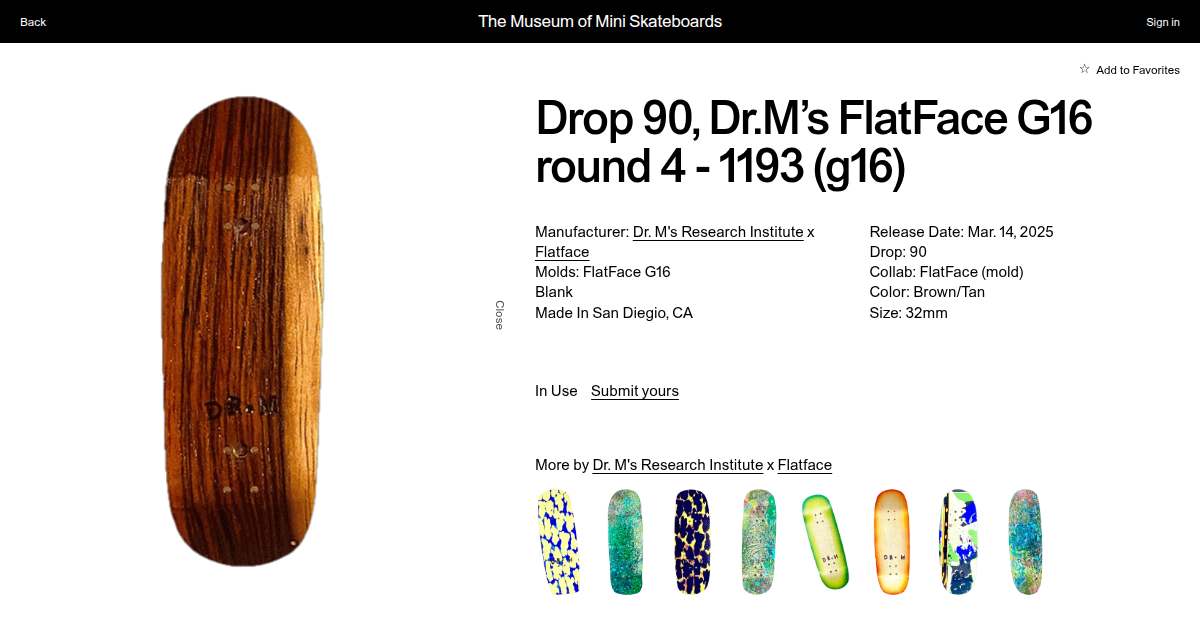 Back
The Museum of Mini Skateboards
Sign in
☆ Add to Favorites
Drop 90, Dr.M’s FlatFace G16
round 4 - 1193 (g16)
Manufacturer: Dr. M's Research Institute x
Flatface
Molds: FlatFace G16
Blank
Made In San Diegio, CA
Release Date: Mar. 14, 2025
Drop: 90
Collab: FlatFace (mold)
Color: Brown/Tan
Size: 32mm
Close
DR•M
In Use Submit yours
More by Dr. M's Research Institute x Flatface
DR•M
DR•M